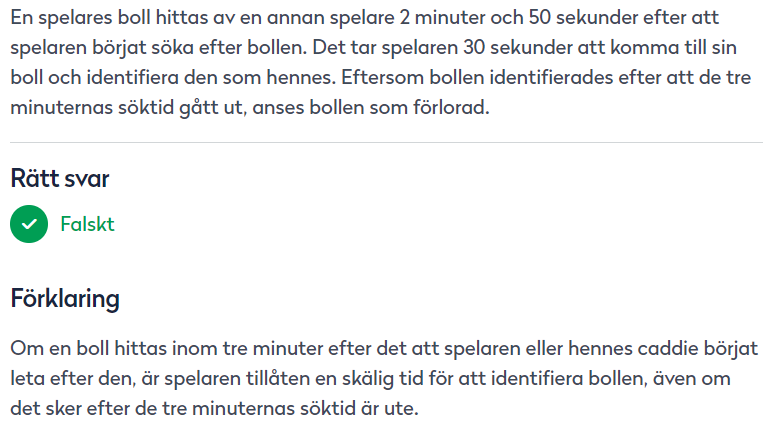 En spelares boll hittas av en annan spelare 2 minuter och 50 sekunder efter att
spelaren börjat söka efter bollen. Det tar spelaren 30 sekunder att komma till sin
boll och identifiera den som hennes. Eftersom bollen identifierades efter att de tre
minuternas söktid gått ut, anses bollen som förlorad.
Rätt svar
Falskt
Förklaring
Om en boll hittas inom tre minuter efter det att spelaren eller hennes caddie börjat
leta efter den, är spelaren tillåten en skälig tid för att identifiera bollen, även om
det sker efter de tre minuternas söktid är ute.